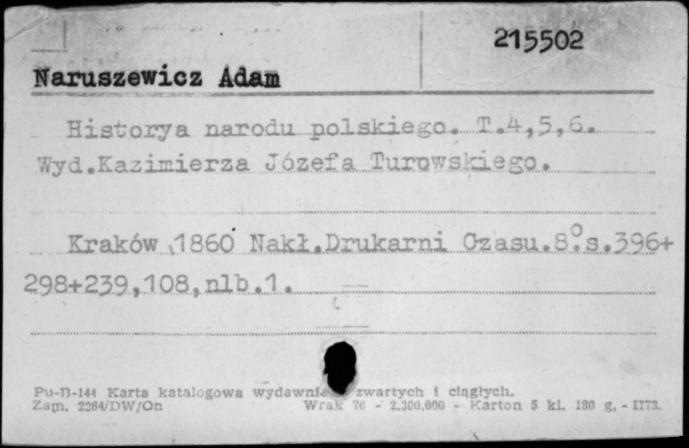 215502
Naruszewicz Adam
Historya narodu polskiego. T.4,5,6.
Wyd.Kazimierza Józefa Turowskiego.
Kraków 1860 Nakł.Drukarni Czasu.8°.s.396+
298+239,108,nlb.1.
Pu-B-144 Karta katalogowa zwartych i ciągłych.
Zam. 2264/DW/On Wrak 76 - 2.300.000 - Karton 5 kl. 180 g. - II73.